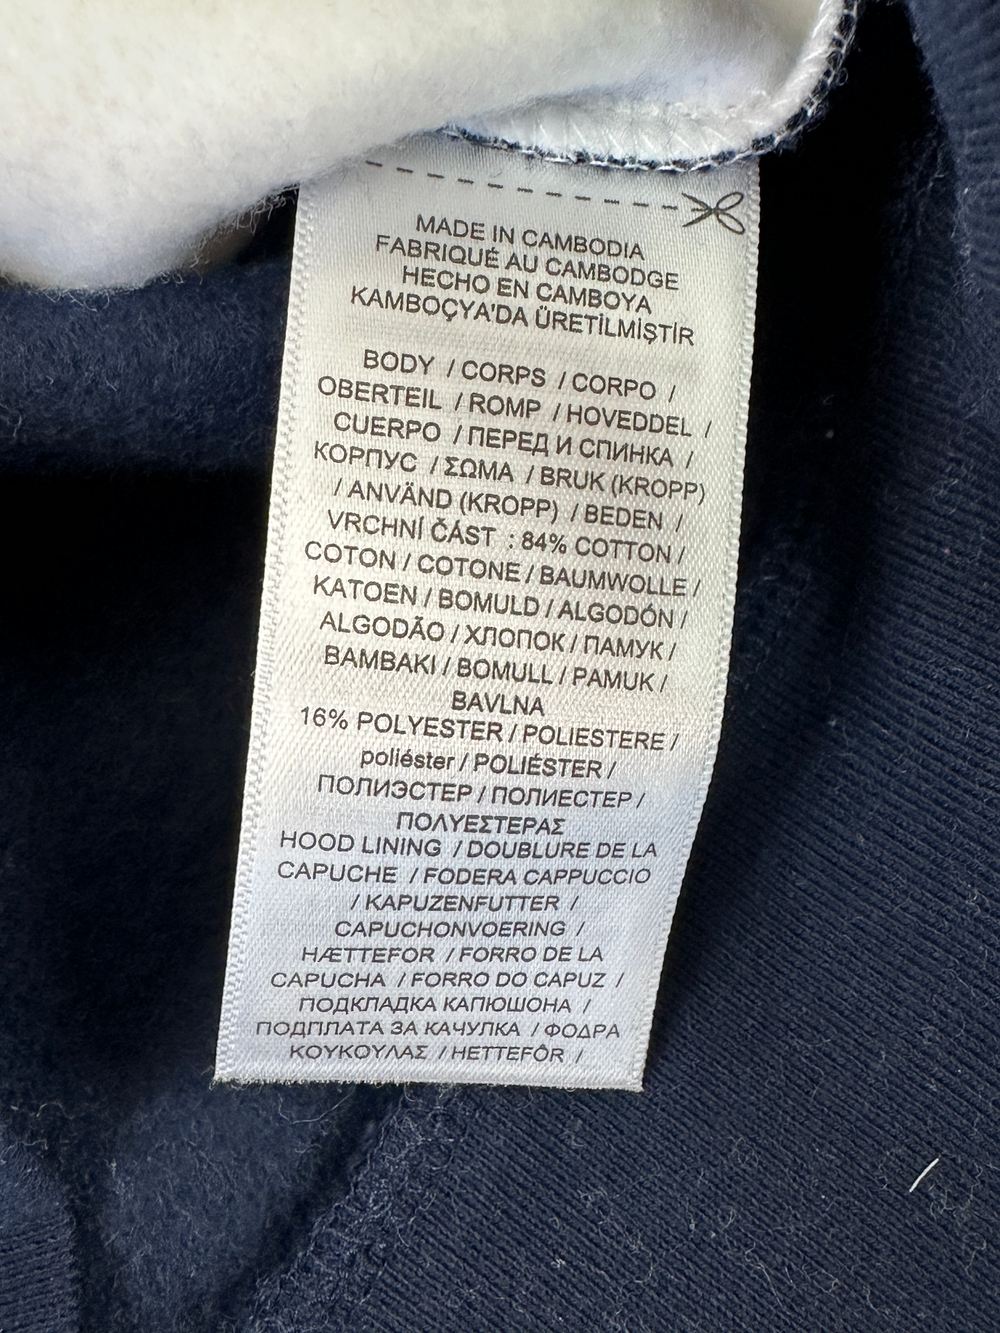 MADE IN CAMBODIA
FABRIQUÉ AU CAMBODGE
HECHO EN CAMBOYA
KAMBOÇYA'DA ÜRETİLMİŞTİR
BODY / CORPS / CORPO /
OBERTEIL / ROMP / HOVEDDEL /
CUERPO / ПЕРЕД И СПИНКА /
КОРПУС / ΣΩΜΑ / BRUK (KROPP)
/ ANVÄND (KROPP) / BEDEN /
VRCHNÍ ČÁST : 84% COTTON /
COTON / COTONE / BAUMWOLLE /
KATOEN / BOMULD / ALGODÓN /
ALGODÃO / ХЛОПОК / ПАМУК /
ΒΑΜΒΑΚΙ / BOMULL / PAMUK /
BAVLNA
16% POLYESTER / POLIESTERE /
poliéster / POLIÉSTER /
ПОЛИЭСТЕР / ПОЛИЕСТЕР /
ΠΟΛΥΕΣΤΕΡΑΣ
HOOD LINING / DOUBLURE DE LA
CAPUCHE / FODERA CAPPUCCIO
/ KAPUZENFUTTER /
CAPUCHONVOERING /
HÆTTEFOR / FORRO DE LA
CAPUCHA / FORRO DO CAPUZ /
ПОДКЛАДКА КАПЮШОНА /
ПОДПЛАТА ЗА КАЧУЛКА / ΦΟΔΡΑ
ΚΟΥΚΟΥΛΑΣ / HETTEFÔR /